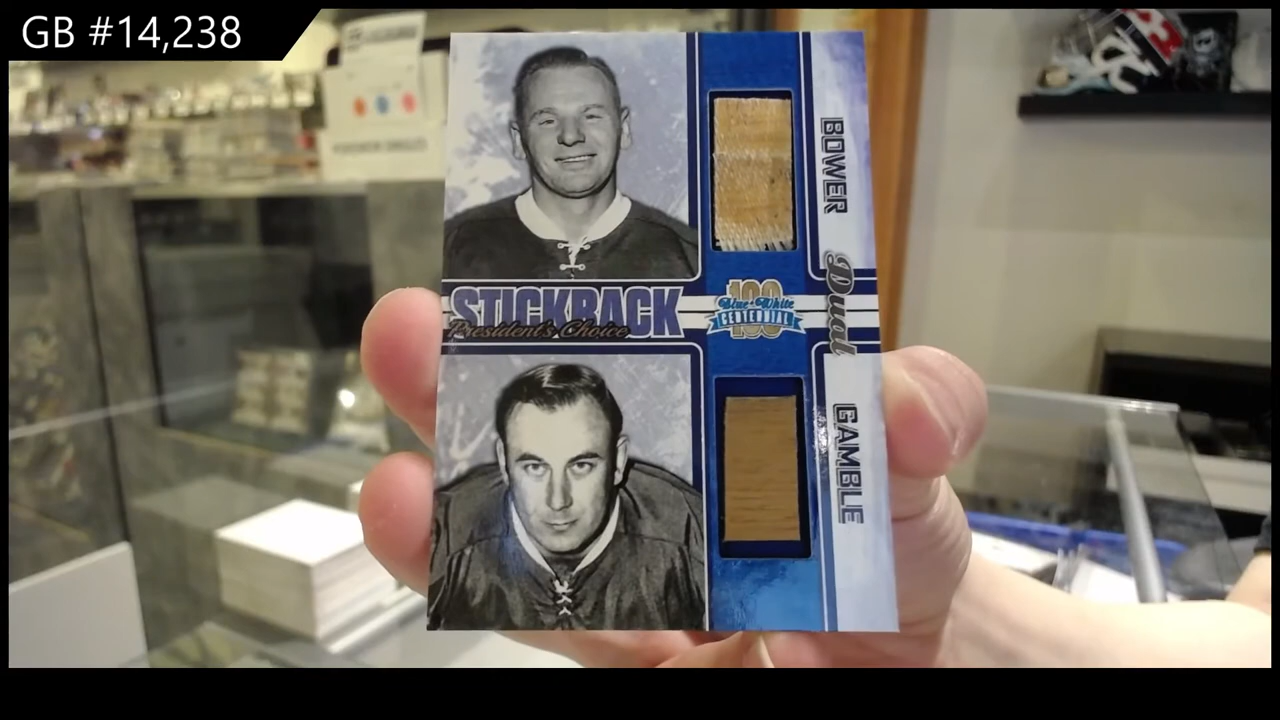 GB #14,238
BOWER
Dual
STICKRACK
President's Choice
100
Blue & White
CENTENNIAL
GAMBLE